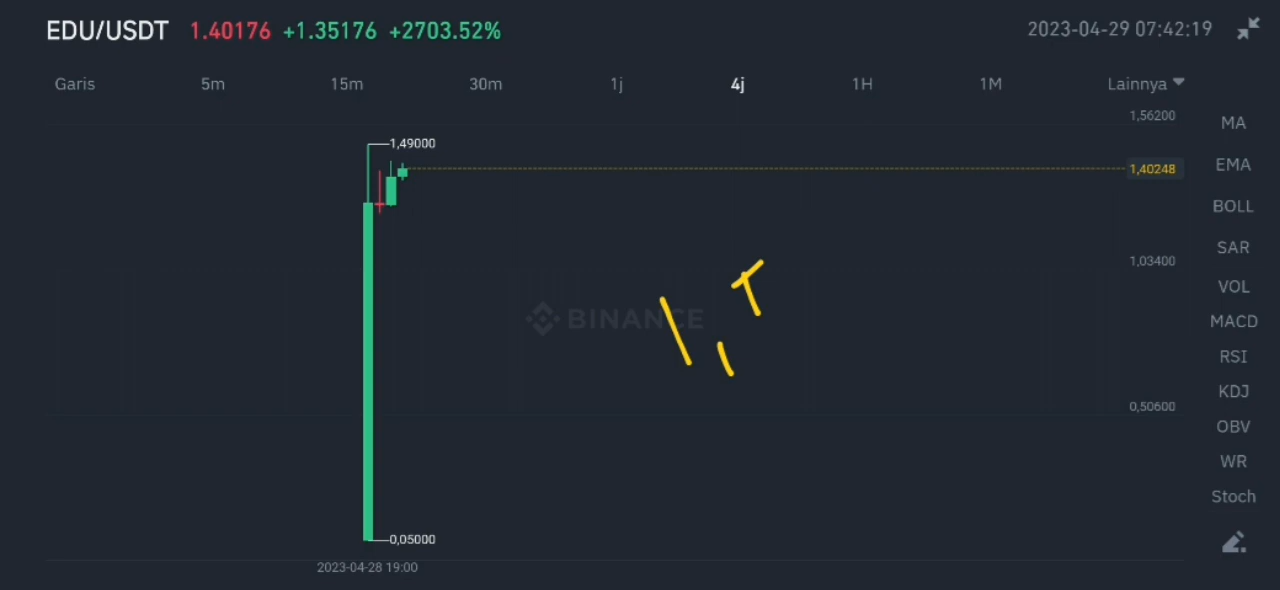 EDU/USDT 1.40176 +1.35176 +2703.52% 2023-04-29 07:42:19
Garis 5m 15m 30m 1j 4j 1H 1M Lainnya
1,56200
MA
1,49000
EMA
1,40248
BOLL
SAR
1,03400
VOL
BINANCE
MACD
RSI
KDJ
0,50600
OBV
WR
Stoch
0,05000
2023-04-28 19:00